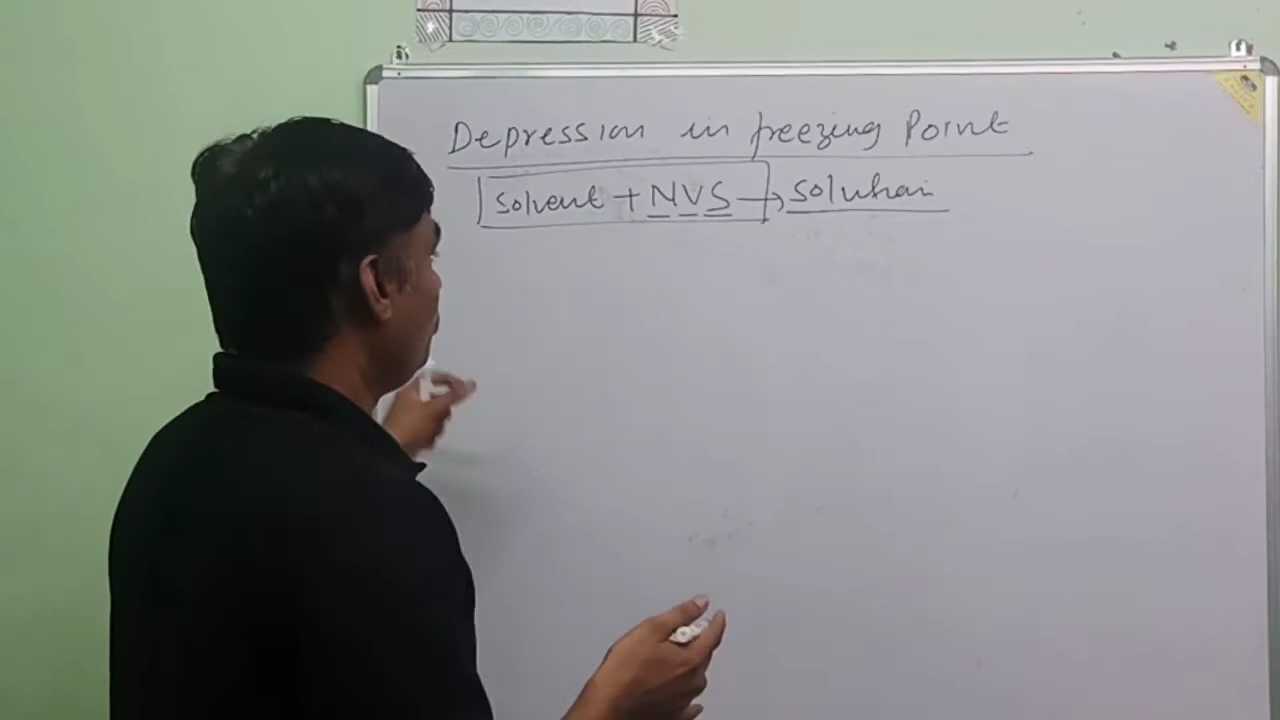 Depression in freezing Point
Solvent + NVS → Solution